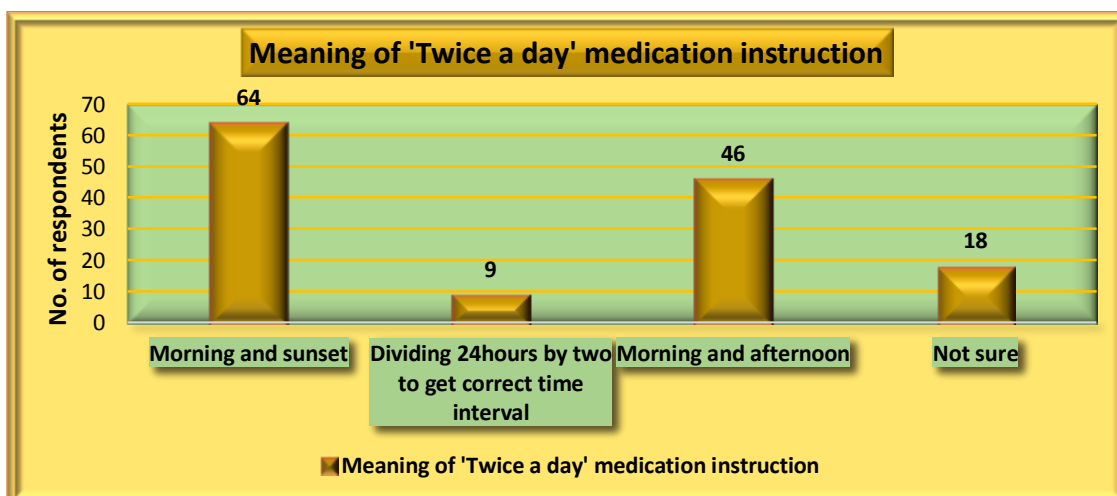 Meaning of 'Twice a day' medication instruction
No. of respondents
70
60
50
40
30
20
10
0
64
9
46
18
Morning and sunset
Dividing 24hours by two
to get correct time
interval
Morning and afternoon
Not sure
Meaning of 'Twice a day' medication instruction